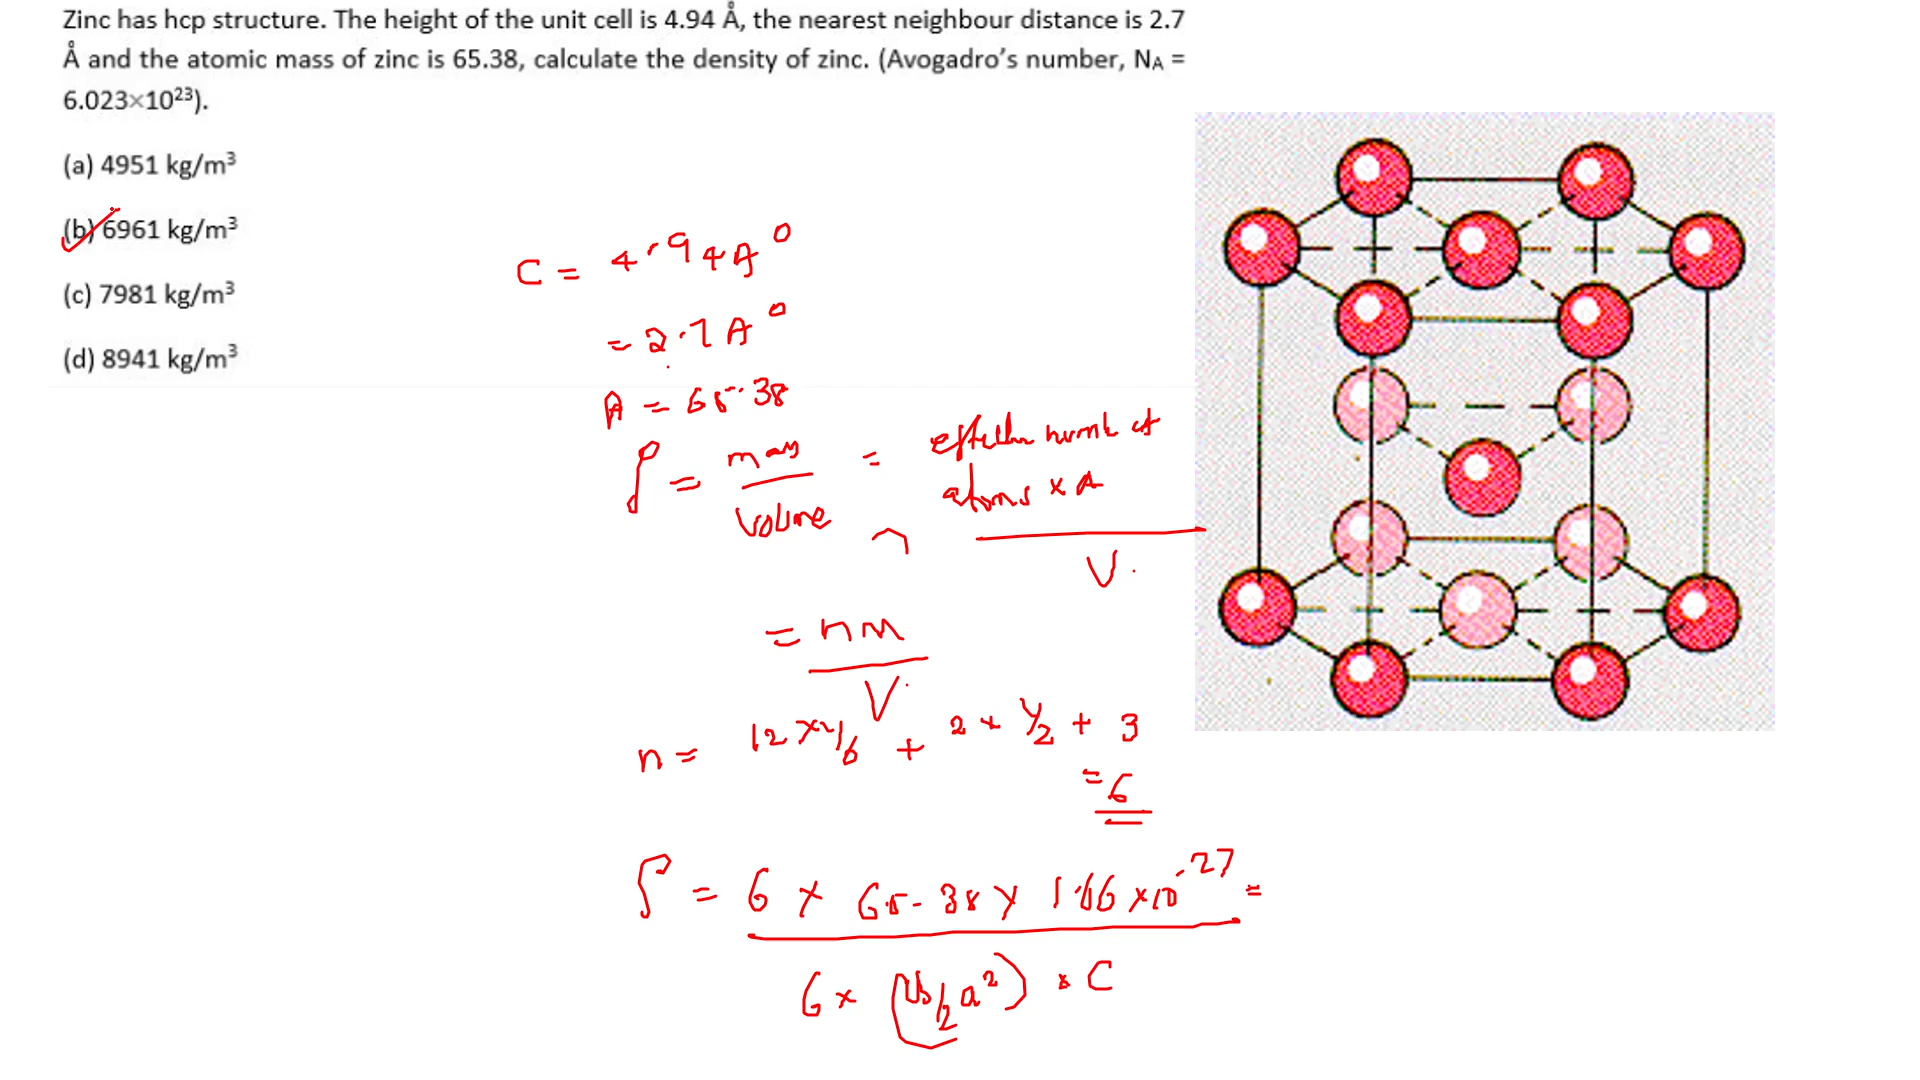 Zinc has hcp structure. The height of the unit cell is 4.94 Å, the nearest neighbour distance is 2.7
Å and the atomic mass of zinc is 65.38, calculate the density of zinc. (Avogadro's number, NA =
6.023×10²³).
(a) 4951 kg/m³
(b) 6961 kg/m³
(c) 7981 kg/m³
(d) 8941 kg/m³
C = 4.94 A°
= 2.7 A°
A = 65.38
ρ = mass / volume = number of atoms × A / V.
= nM / V.
n = 12 × 1/6 + 2 × 1/2 + 3
= 6
ρ = 6 × 65.38 × 1.66 × 10⁻²⁷ =
6 × (√3/2 a²) × C